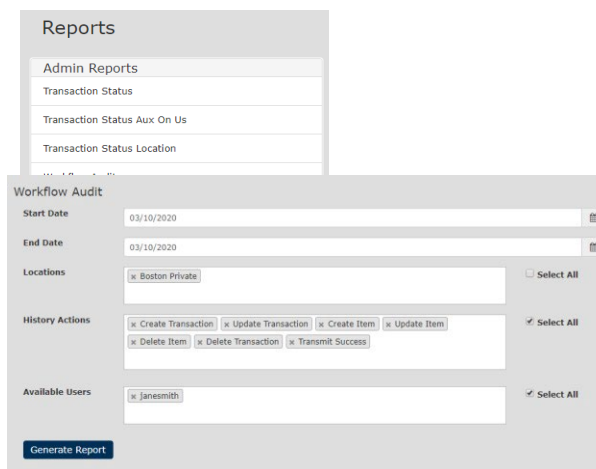 Reports
Admin Reports
Transaction Status
Transaction Status Aux On Us
Transaction Status Location
Workflow Audit
Workflow Audit
Start Date
03/10/2020
End Date
03/10/2020
Locations
× Boston Private
Select All
History Actions
× Create Transaction × Update Transaction × Create Item × Update Item
× Delete Item × Delete Transaction × Transmit Success
Select All
Available Users
× janesmith
Select All
Generate Report